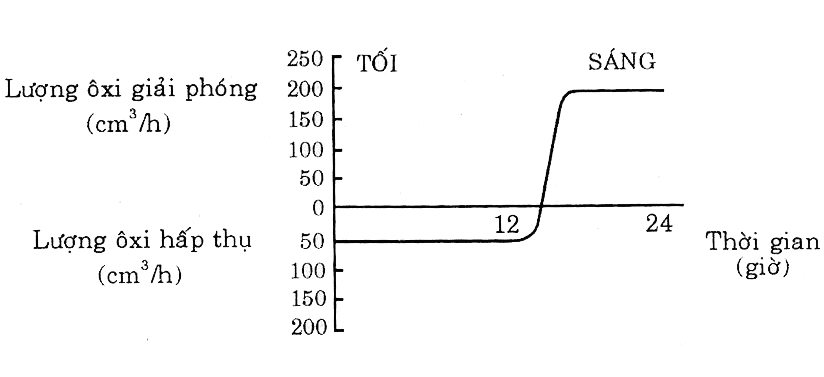 250
TỐI
SÁNG
Lượng ôxi giải phóng
(cm³/h)
200
150
100
50
0
12
24
Lượng ôxi hấp thụ
(cm³/h)
50
100
150
200
Thời gian
(giờ)